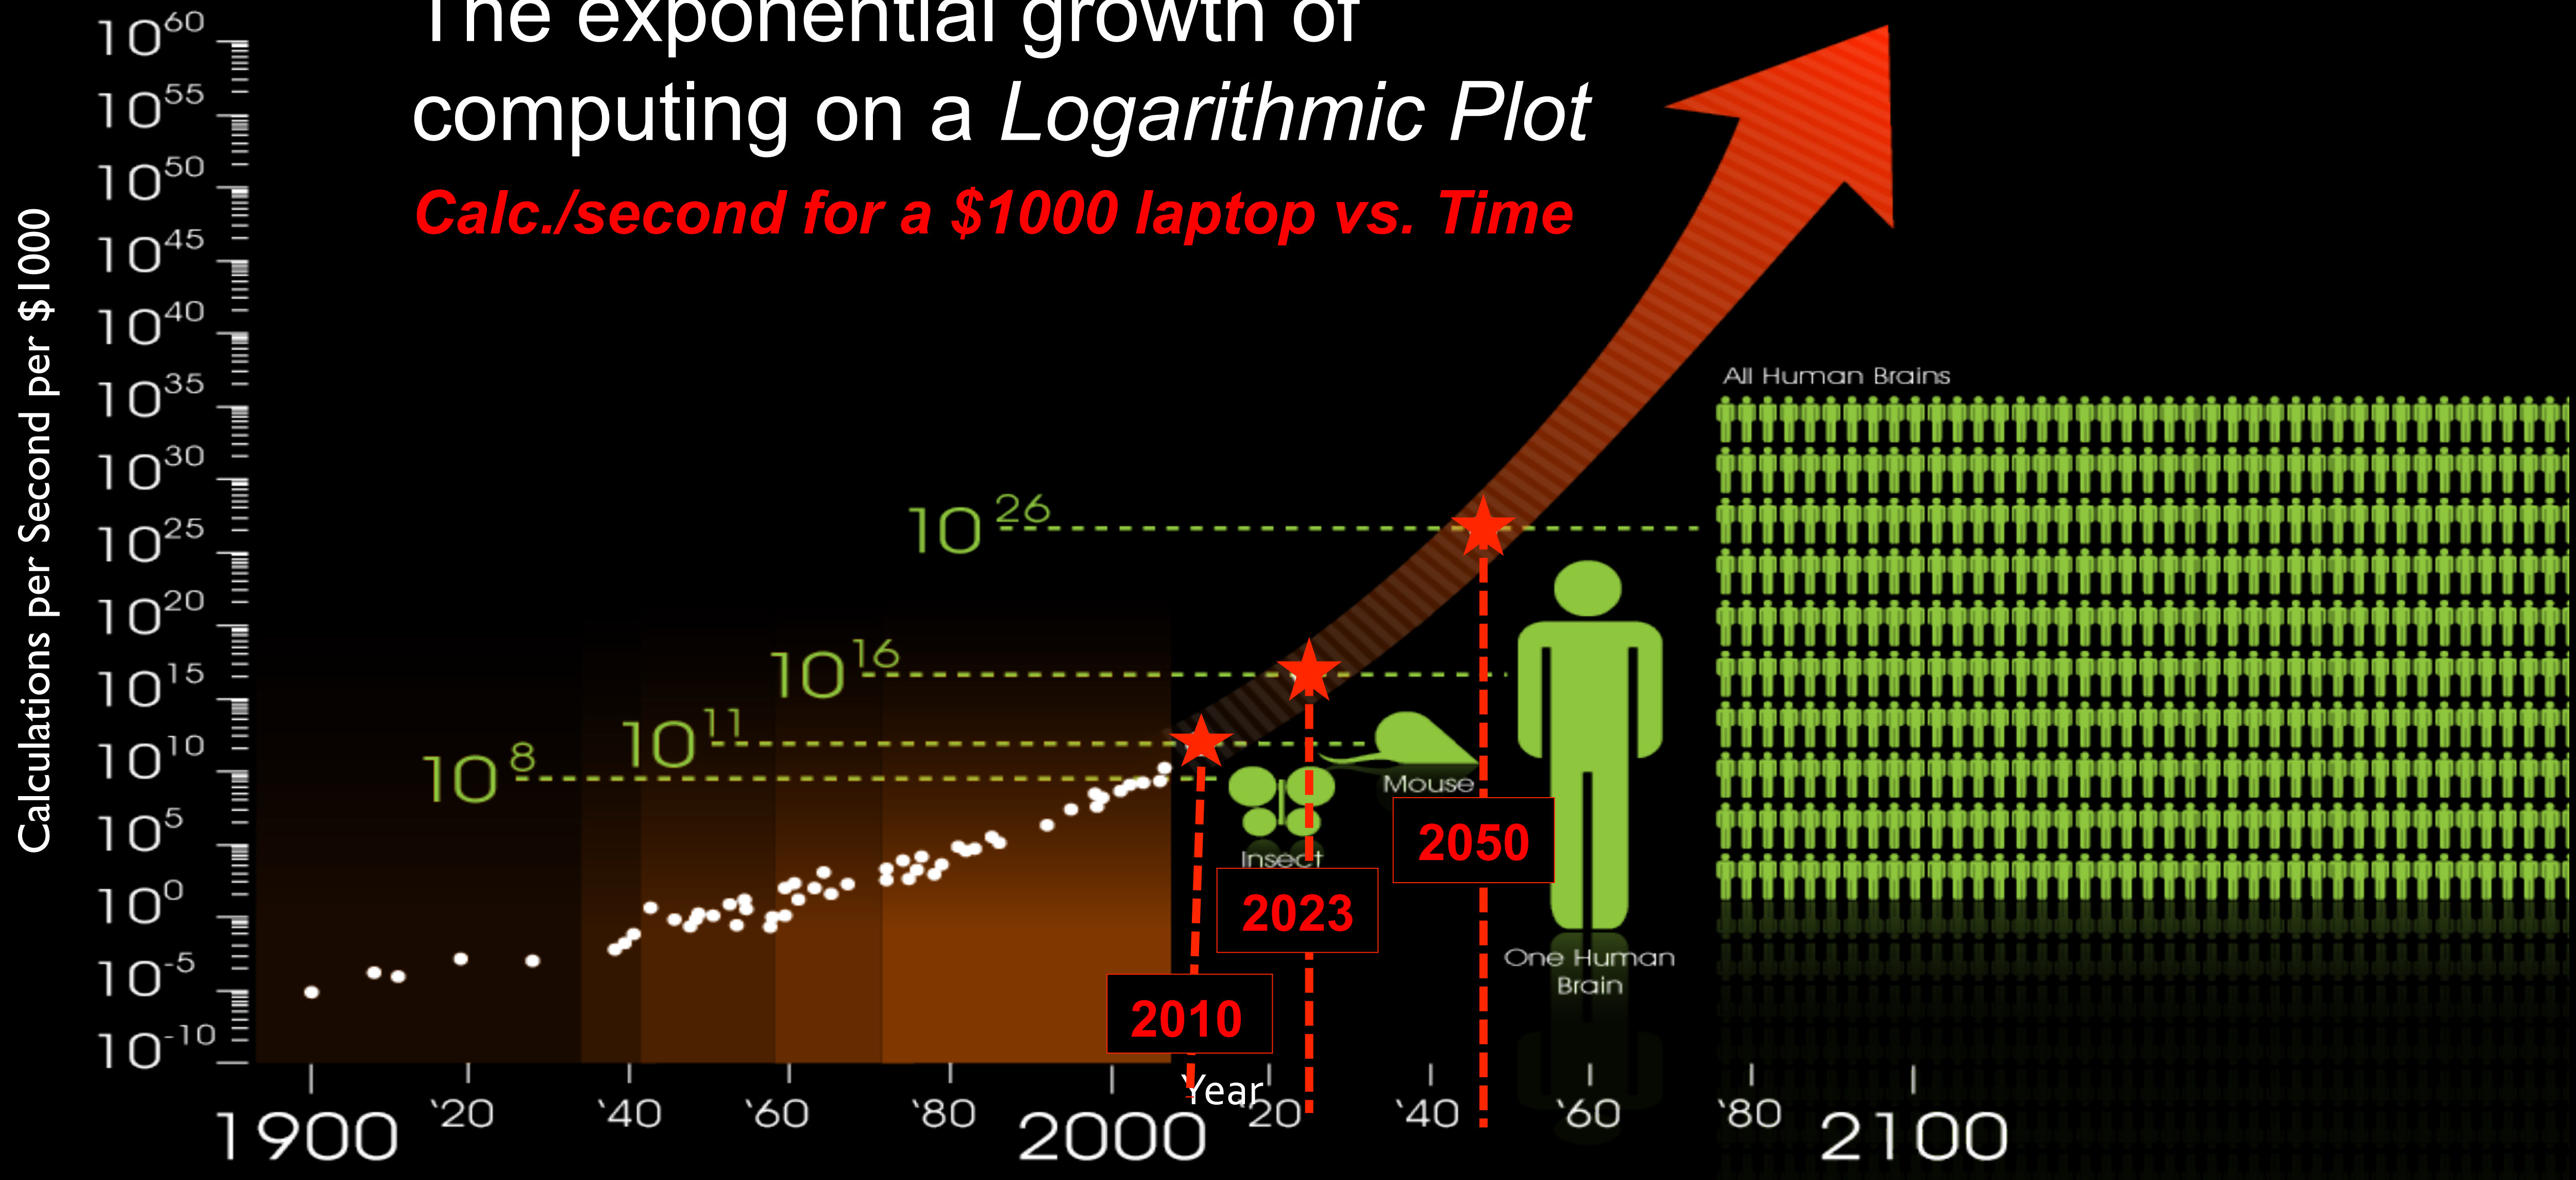 The exponential growth of
computing on a Logarithmic Plot
Calc./second for a $1000 laptop vs. Time
Calculations per Second per $1000
10^60
10^55
10^50
10^45
10^40
10^35
10^30
10^25
10^20
10^15
10^10
10^5
10^0
10^-5
10^-10
All Human Brains
10^26
10^16
10^11
10^8
Mouse
Insect
One Human
Brain
2050
2023
2010
Year
1900 ‘20 ‘40 ‘60 ‘80 2000 ‘20 ‘40 ‘60 ‘80 2100